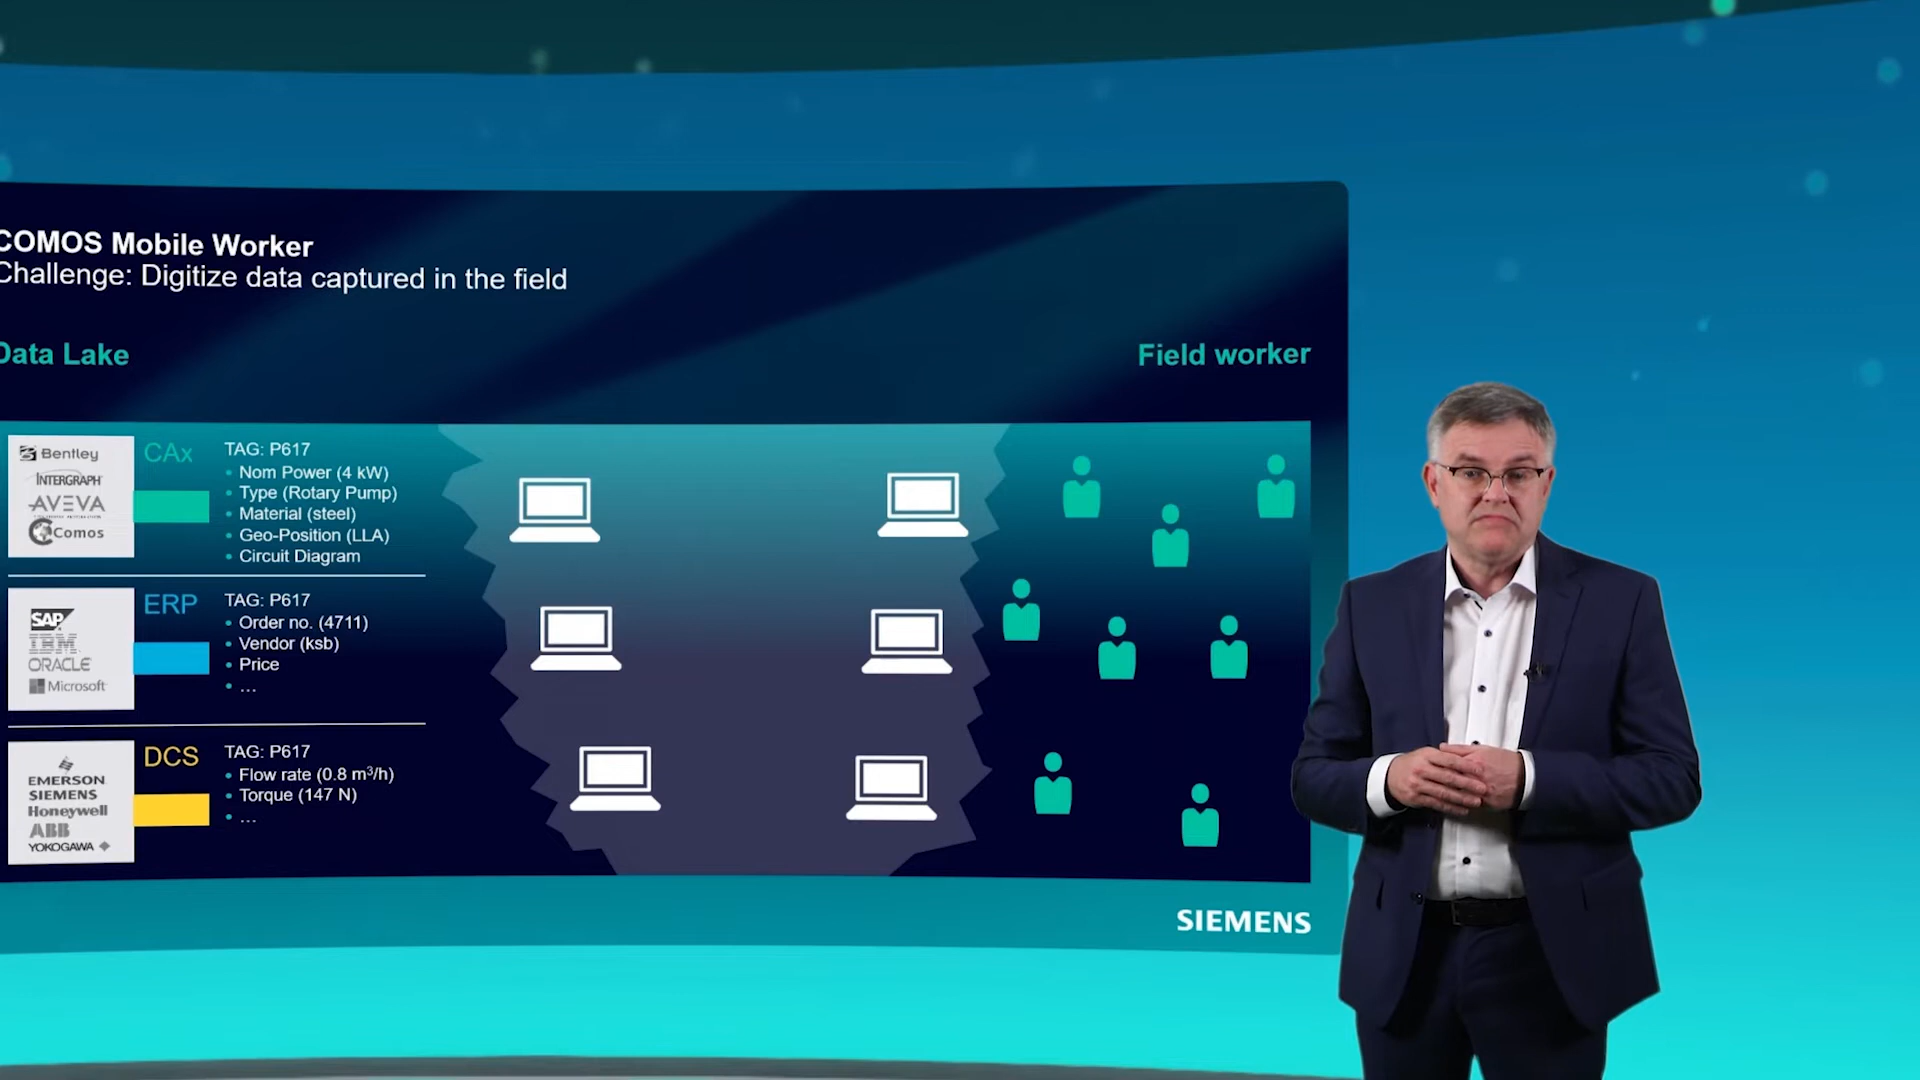 COMOS Mobile Worker
Challenge: Digitize data captured in the field
Data Lake
Field worker
Bentley
INTERGRAPH
AVEVA
Comos
CAx
TAG: P617
• Nom Power (4 kW)
• Type (Rotary Pump)
• Material (steel)
• Geo-Position (LLA)
• Circuit Diagram
SAP
IBM
ORACLE
Microsoft
ERP
TAG: P617
• Order no. (4711)
• Vendor (ksb)
• Price
• ...
EMERSON
SIEMENS
Honeywell
ABB
YOKOGAWA
DCS
TAG: P617
• Flow rate (0.8 m³/h)
• Torque (147 N)
• ...
SIEMENS